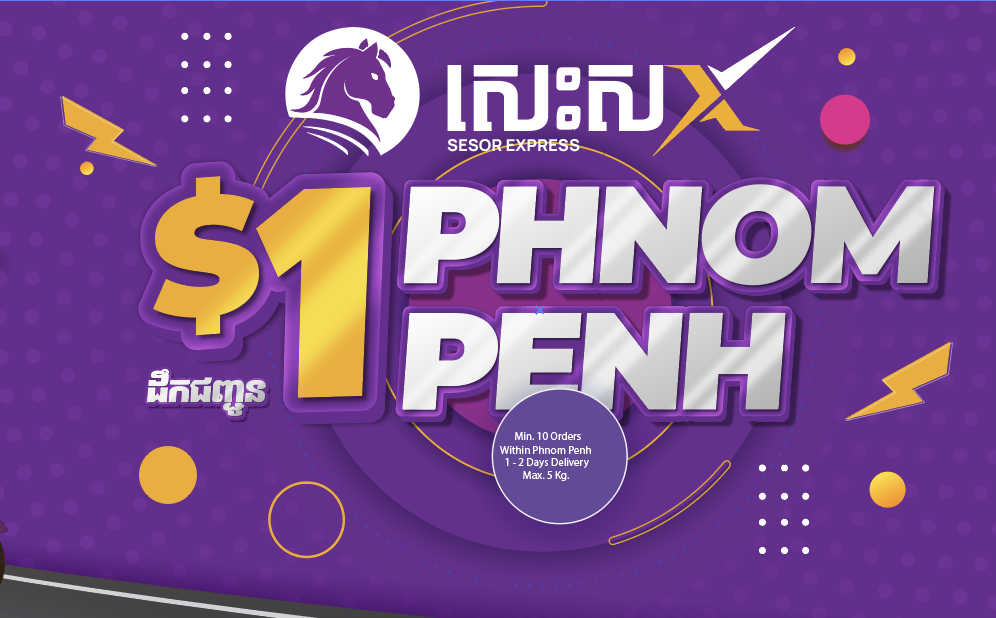 សេះសX
SESOR EXPRESS
$1 PHNOM
PENH
ដឹកជញ្ជូន
Min. 10 Orders
Within Phnom Penh
1 - 2 Days Delivery
Max. 5 Kg.